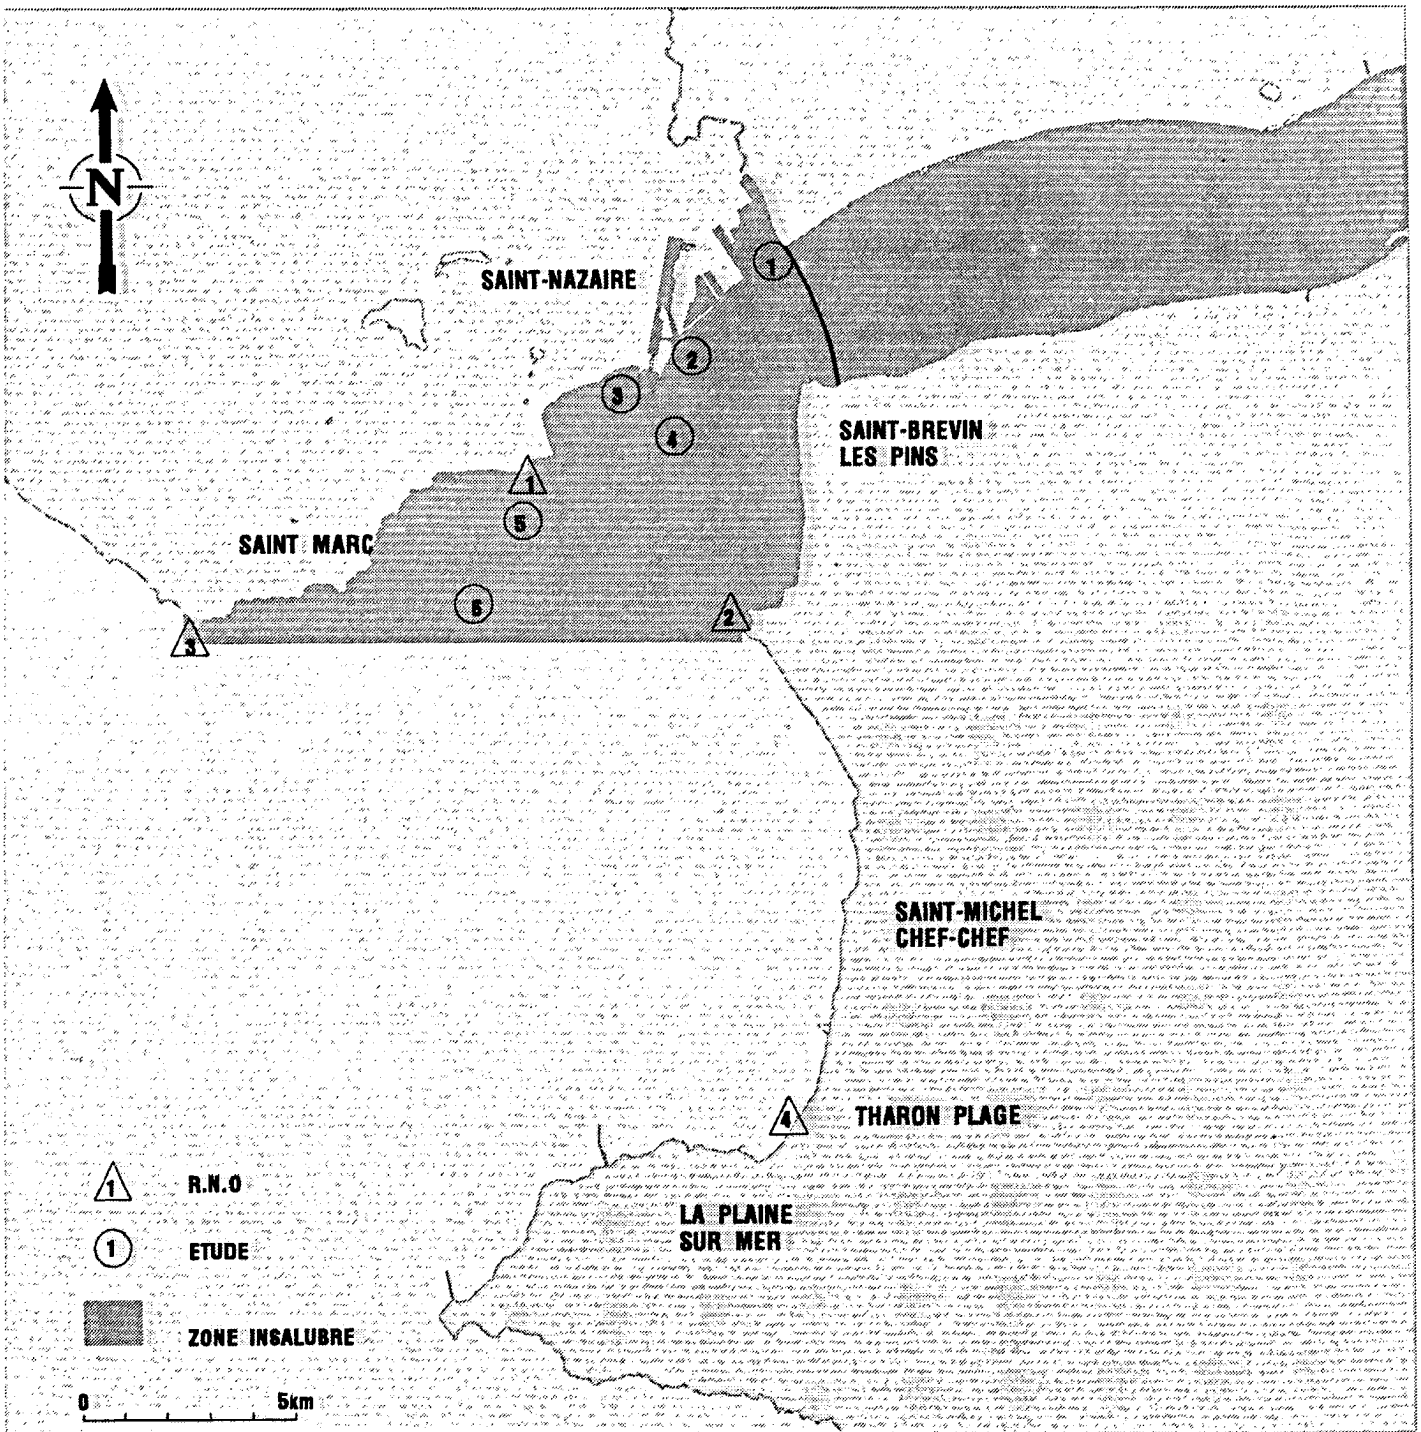 N
SAINT-NAZAIRE
1
2
3
4
SAINT-BREVIN
LES PINS
1
5
SAINT MARC
6
2
3
SAINT-MICHEL
CHEF-CHEF
4
THARON PLAGE
1
R.N.O
LA PLAINE
SUR MER
1
ETUDE
ZONE INSALUBRE
0
5km